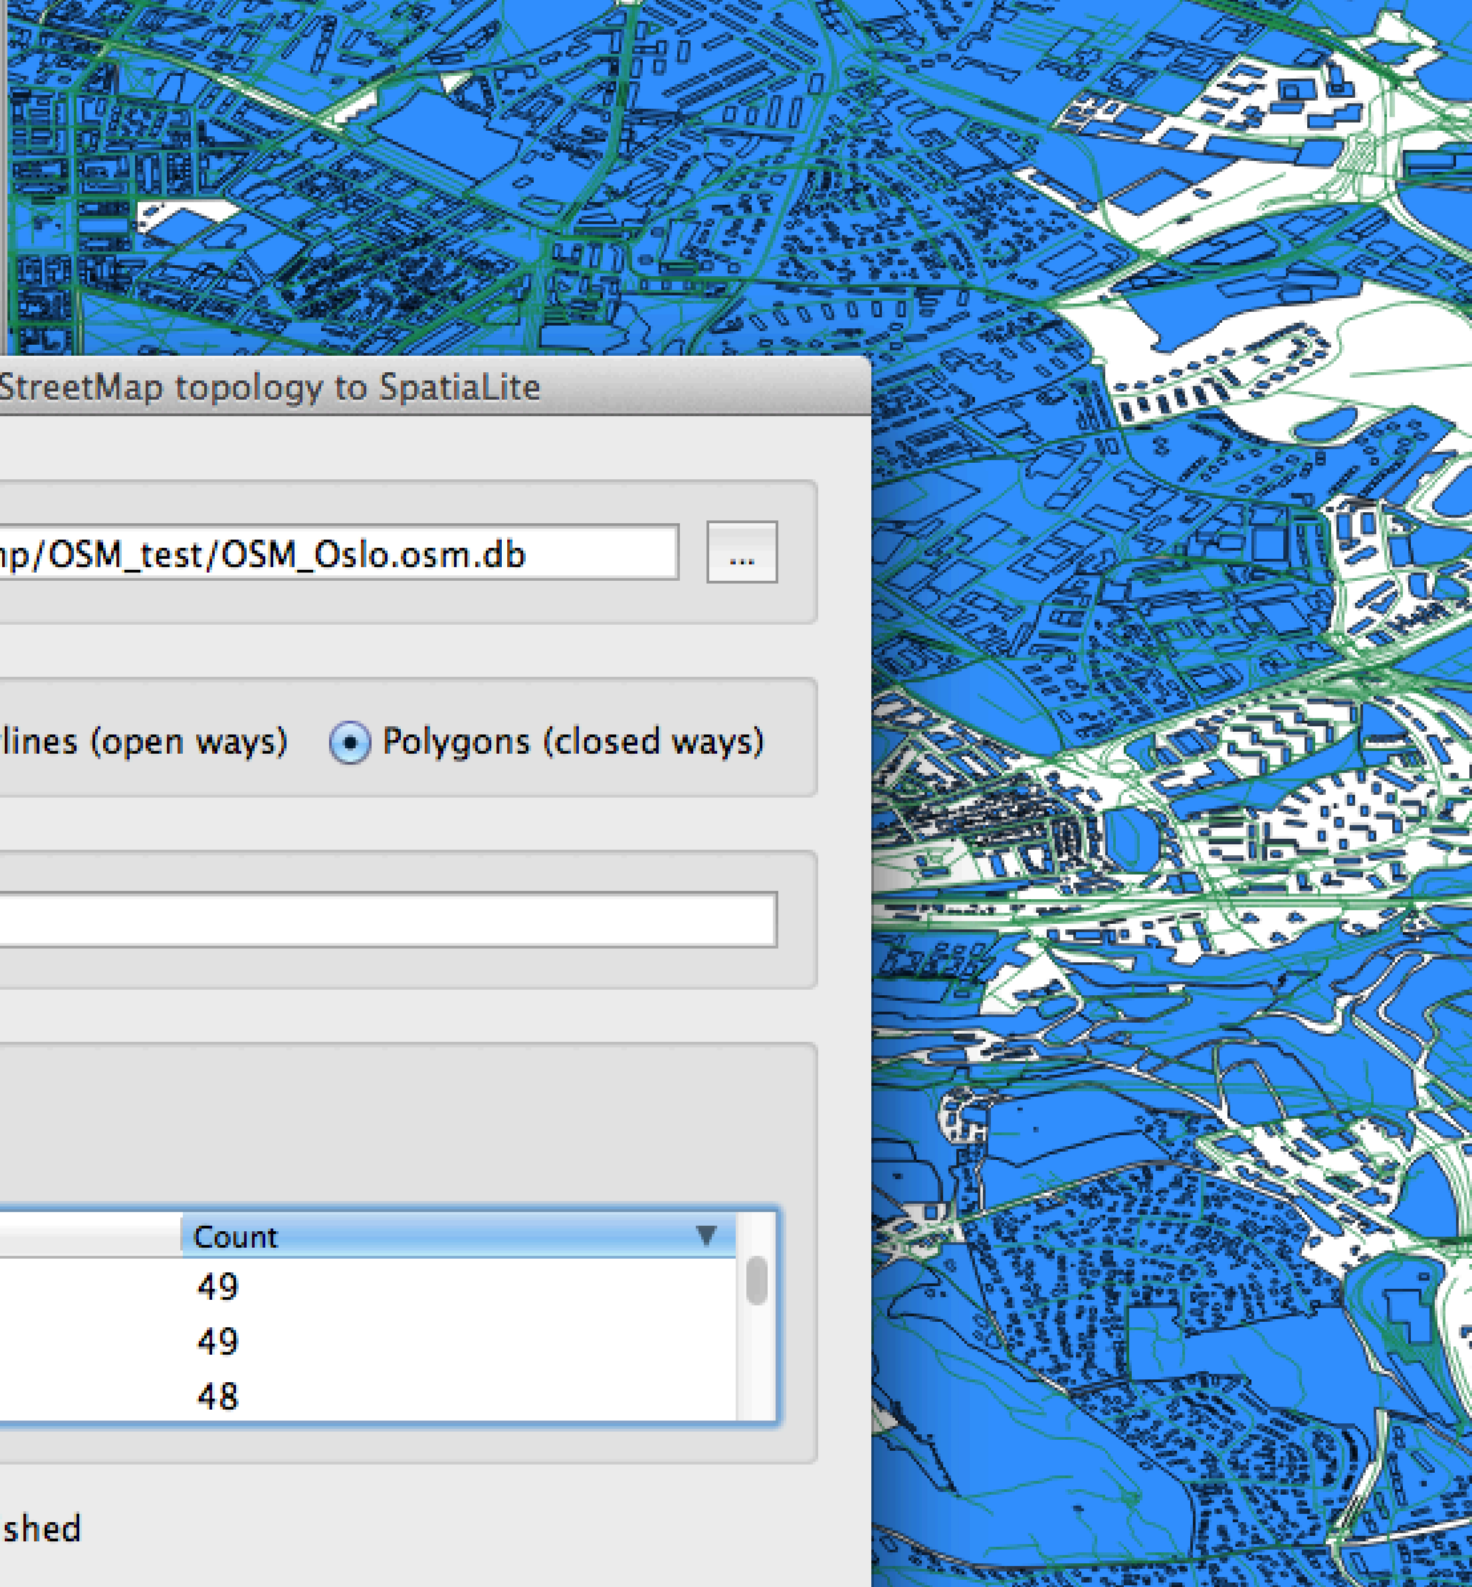 StreetMap topology to SpatiaLite
np/OSM_test/OSM_Oslo.osm.db
...
lines (open ways) Polygons (closed ways)
Count
49
49
48
shed